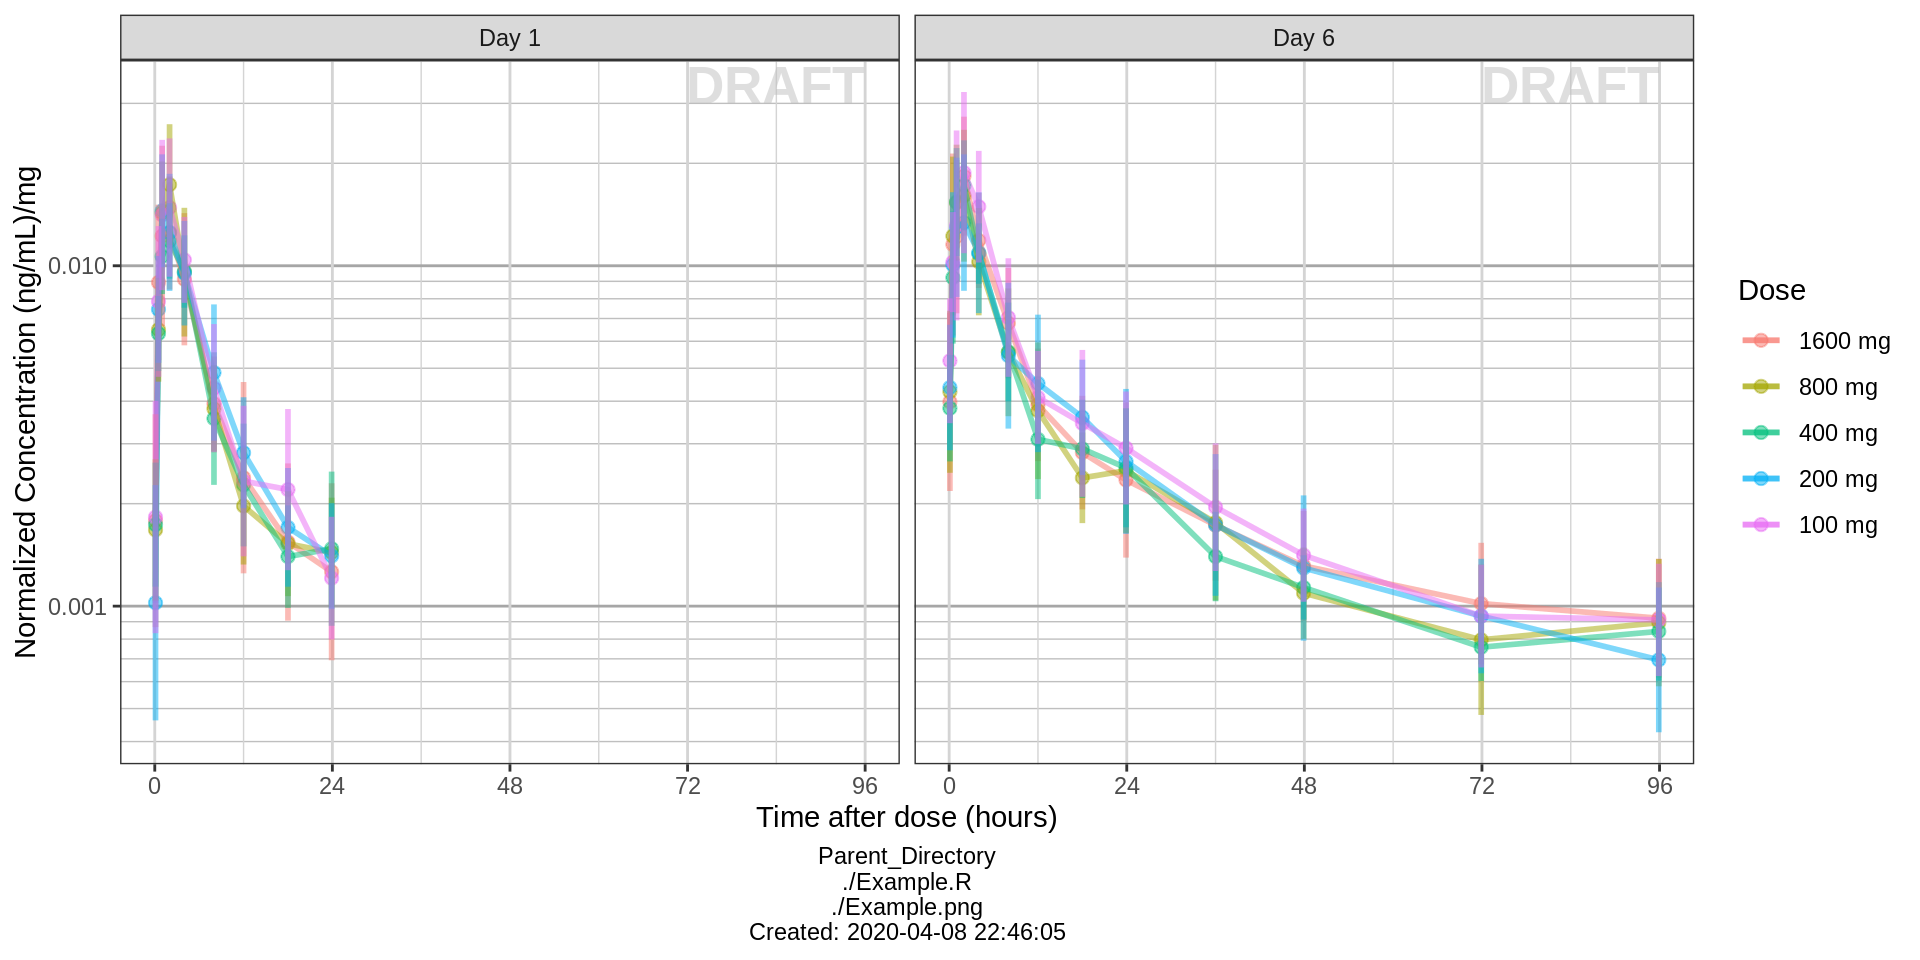 Day 1
Day 6
DRAFT
DRAFT
Normalized Concentration (ng/mL)/mg
0.010
0.001
0
24
48
72
96
0
24
48
72
96
Time after dose (hours)
Dose
1600 mg
800 mg
400 mg
200 mg
100 mg
Parent_Directory
./Example.R
./Example.png
Created: 2020-04-08 22:46:05